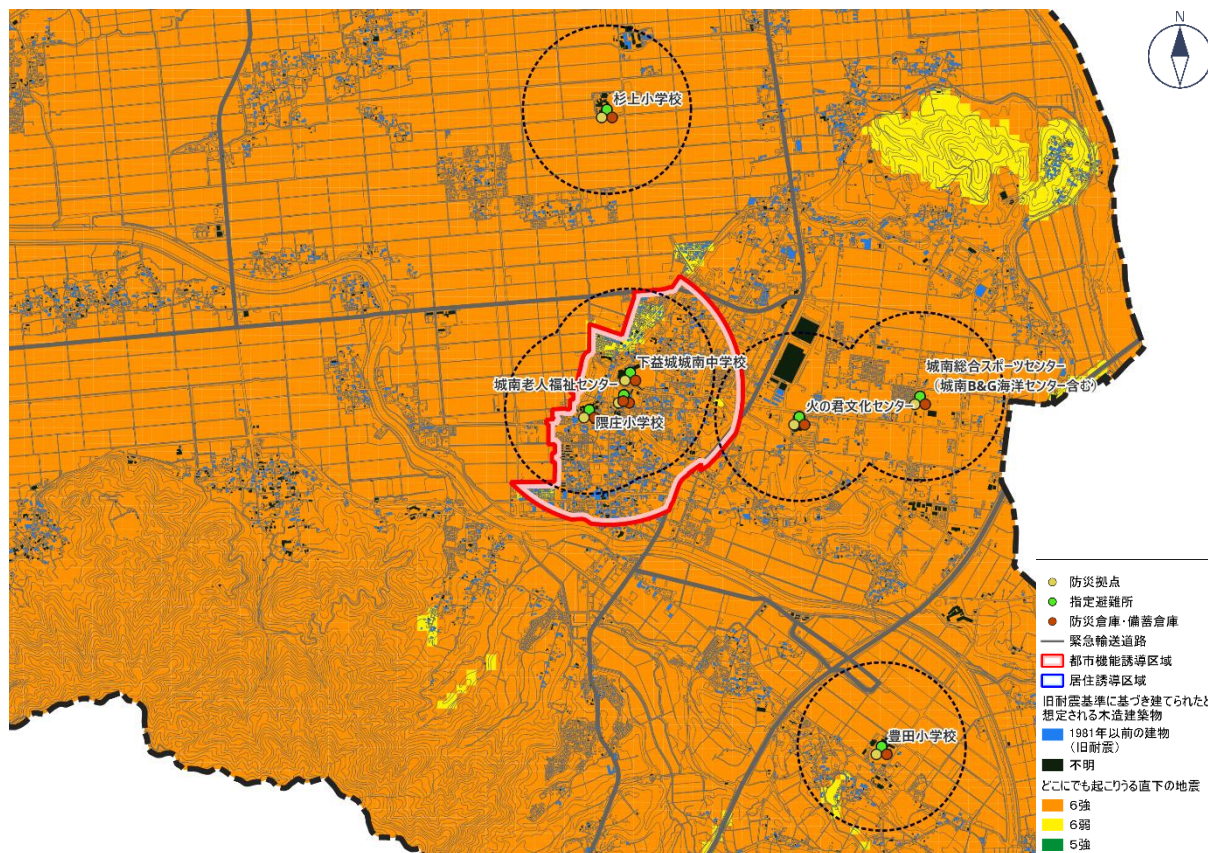 N
杉上小学校
下益城城南中学校
城南老人福祉センター
隈庄小学校
城南総合スポーツセンター
（城南B&G海洋センター含む）
火の君文化センター
豊田小学校
防災拠点
指定避難所
防災倉庫・備蓄倉庫
緊急輸送道路
都市機能誘導区域
居住誘導区域
旧耐震基準に基づき建てられたと
想定される木造建築物
1981年以前の建物
（旧耐震）
不明
どこにでも起こりうる直下の地震
6強
6弱
5強